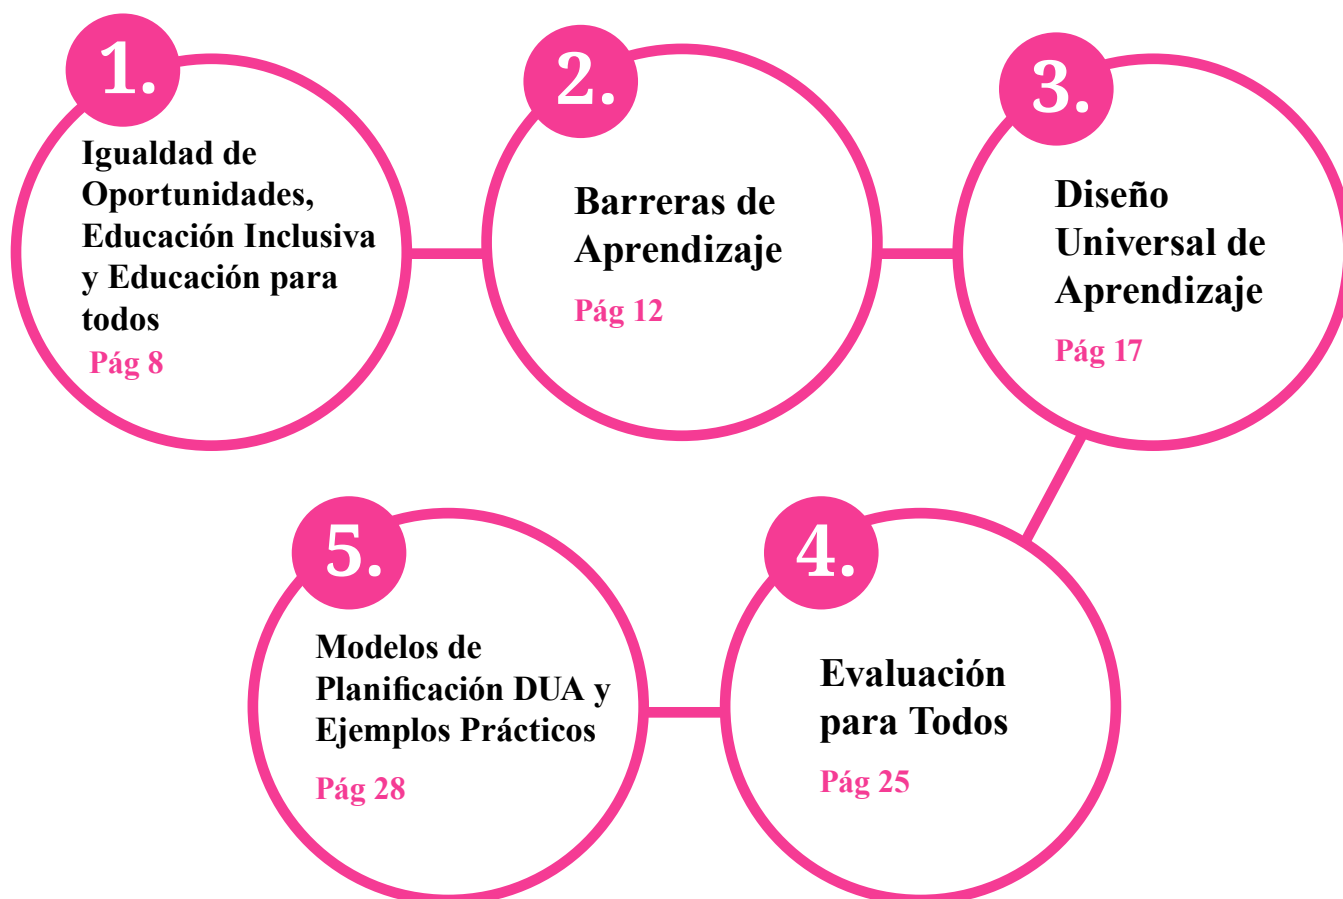 1.
Igualdad de
Oportunidades,
Educación Inclusiva
y Educación para
todos
Pág 8
2.
Barreras de
Aprendizaje
Pág 12
3.
Diseño
Universal de
Aprendizaje
Pág 17
4.
Evaluación
para Todos
Pág 25
5.
Modelos de
Planificación DUA y
Ejemplos Prácticos
Pág 28